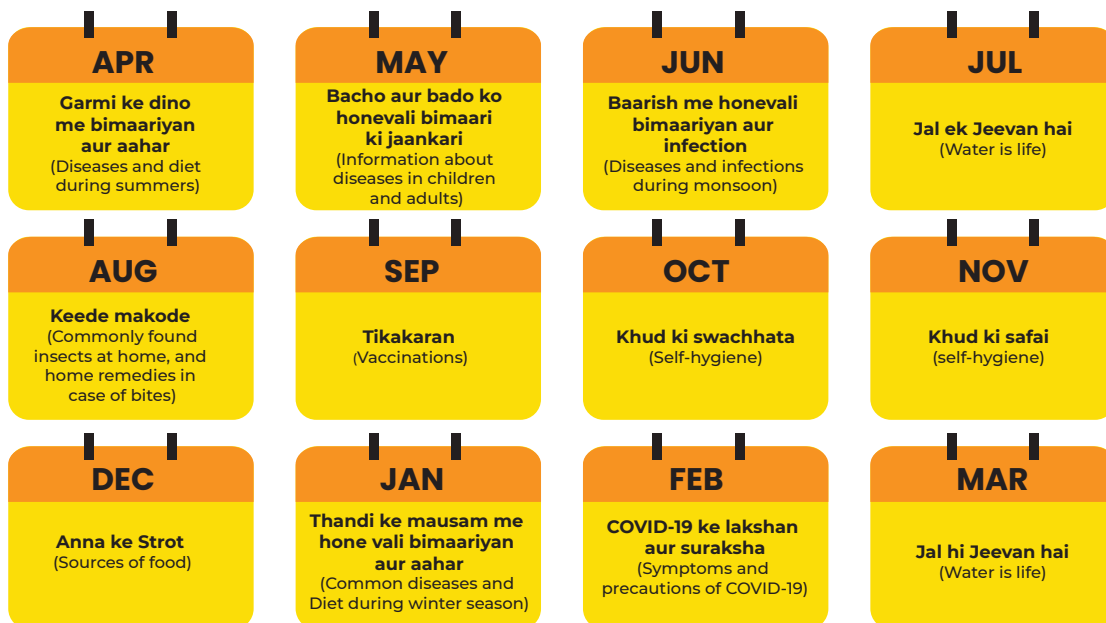 APR
Garmi ke dino
me bimaariyan
aur aahar
(Diseases and diet
during summers)
MAY
Bacho aur bado ko
honevali bimaari
ki jaankari
(Information about
diseases in children
and adults)
JUN
Baarish me honevali
bimaariyan aur
infection
(Diseases and infections
during monsoon)
JUL
Jal ek Jeevan hai
(Water is life)
AUG
Keede makode
(Commonly found
insects at home, and
home remedies in
case of bites)
SEP
Tikakaran
(Vaccinations)
OCT
Khud ki swachhata
(Self-hygiene)
NOV
Khud ki safai
(self-hygiene)
DEC
Anna ke Strot
(Sources of food)
JAN
Thandi ke mausam me
hone vali bimaariyan
aur aahar
(Common diseases and
Diet during winter season)
FEB
COVID-19 ke lakshan
aur suraksha
(Symptoms and
precautions of COVID-19)
MAR
Jal hi Jeevan hai
(Water is life)